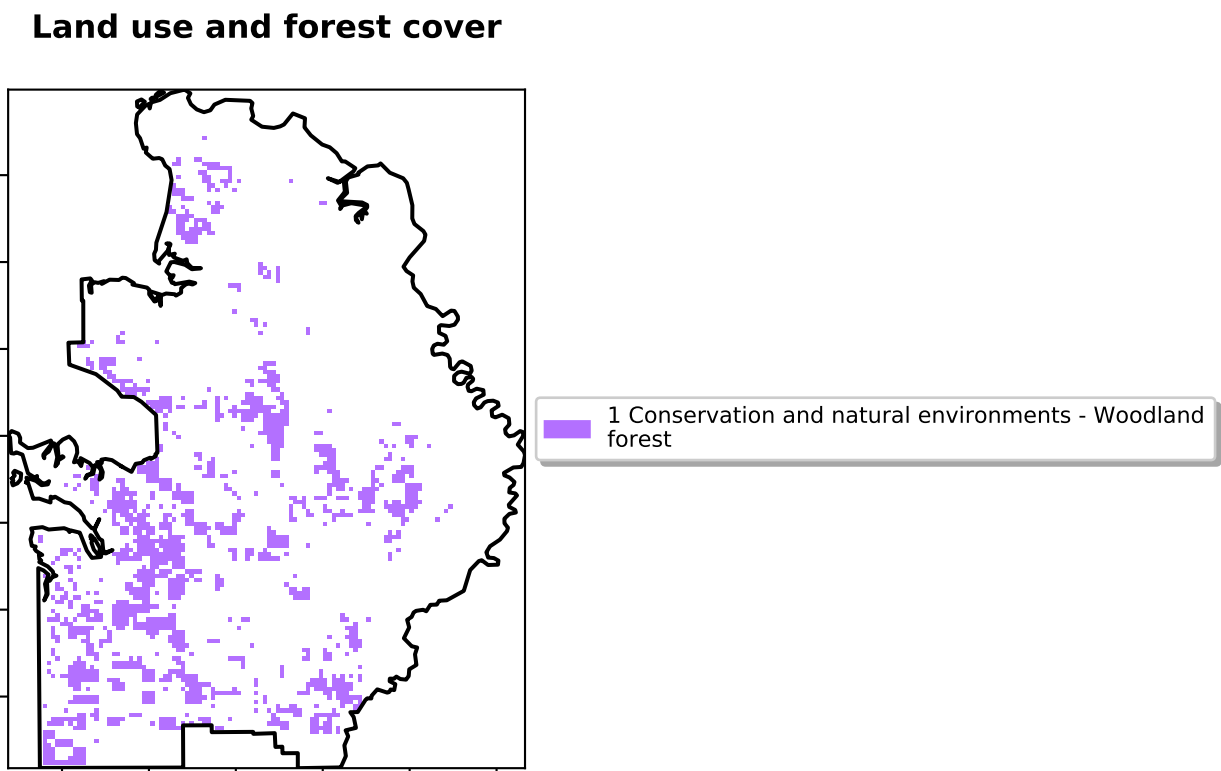 Land use and forest cover
1 Conservation and natural environments - Woodland
forest